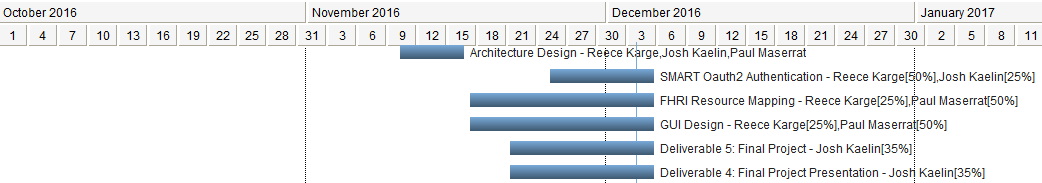 October 2016 November 2016 December 2016 January 2017
1 4 7 10 13 16 19 22 25 28 31 3 6 9 12 15 18 21 24 27 30 3 6 9 12 15 18 21 24 27 30 2 5 8 11
Architecture Design - Reece Karge,Josh Kaelin,Paul Maserrat
SMART Oauth2 Authentication - Reece Karge[50%],Josh Kaelin[25%]
FHRI Resource Mapping - Reece Karge[25%],Paul Maserrat[50%]
GUI Design - Reece Karge[25%],Paul Maserrat[50%]
Deliverable 5: Final Project - Josh Kaelin[35%]
Deliverable 4: Final Project Presentation - Josh Kaelin[35%]